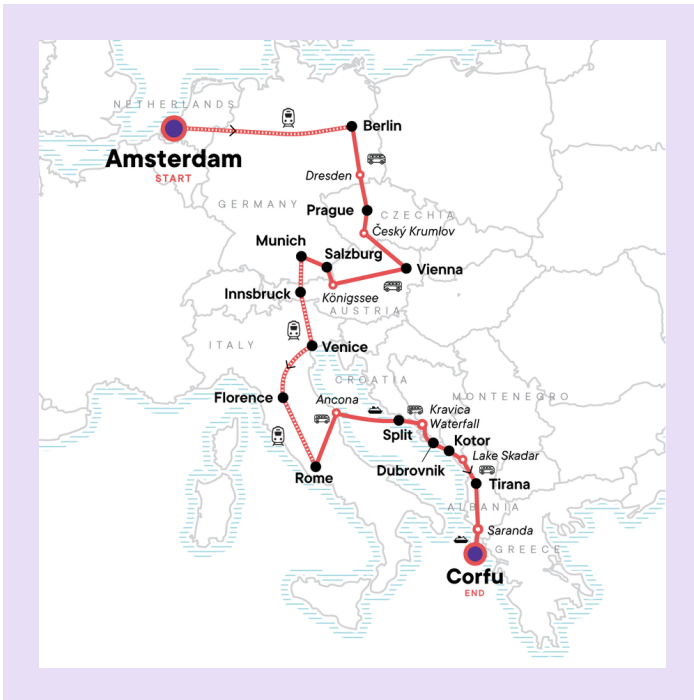 NETHERLANDS
Amsterdam
START
Berlin
Dresden
GERMANY
Prague
CZECHIA
Český Krumlov
Munich
Salzburg
Vienna
Innsbruck
Königssee
AUSTRIA
ITALY
Venice
CROATIA
Florence
Ancona
MONTENEGRO
Kravica
Waterfall
Split
Kotor
Dubrovnik
Lake Skadar
Rome
Tirana
ALBANIA
Saranda
GREECE
Corfu
END